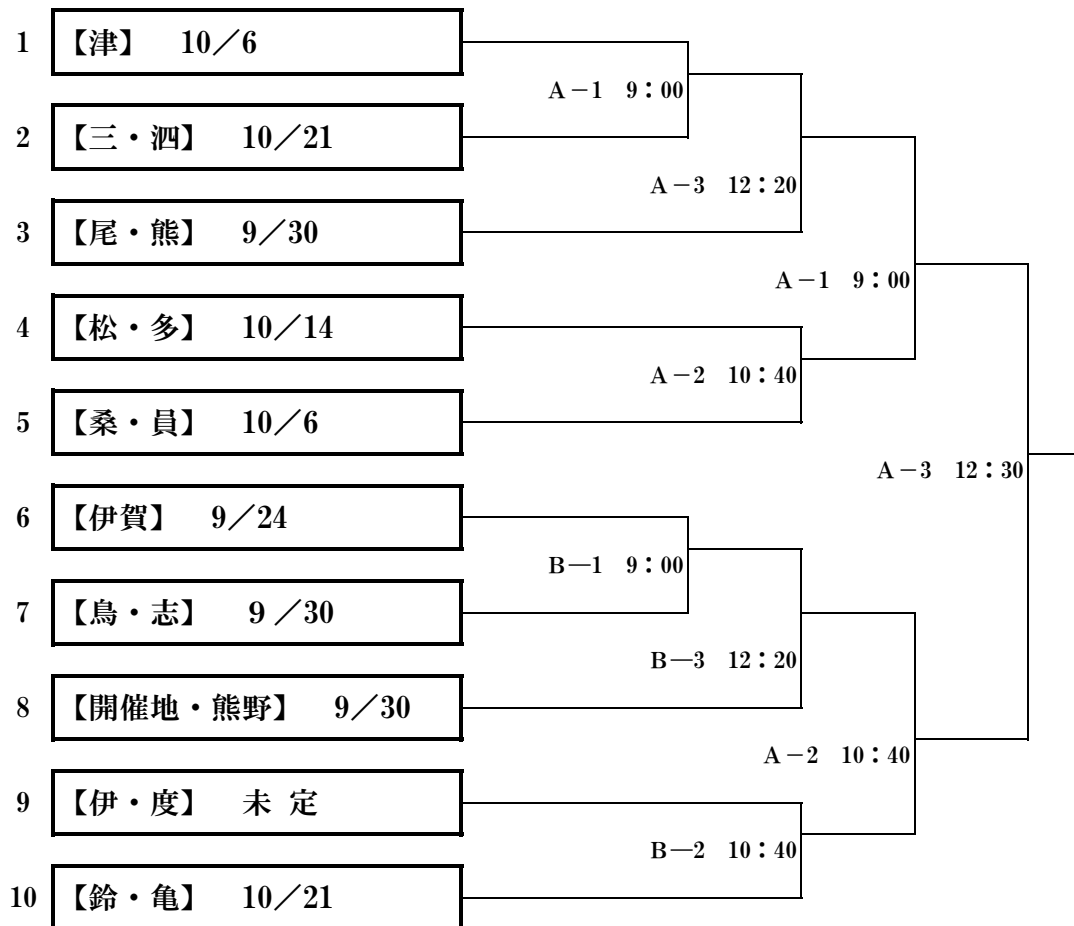 1 【津】 10／6
A－1 9：00
2 【三・泗】 10／21
A－3 12：20
3 【尾・熊】 9／30
A－1 9：00
4 【松・多】 10／14
A－2 10：40
5 【桑・員】 10／6
A－3 12：30
6 【伊賀】 9／24
B―1 9：00
7 【鳥・志】 9／30
B―3 12：20
8 【開催地・熊野】 9／30
A－2 10：40
9 【伊・度】 未 定
B―2 10：40
10 【鈴・亀】 10／21